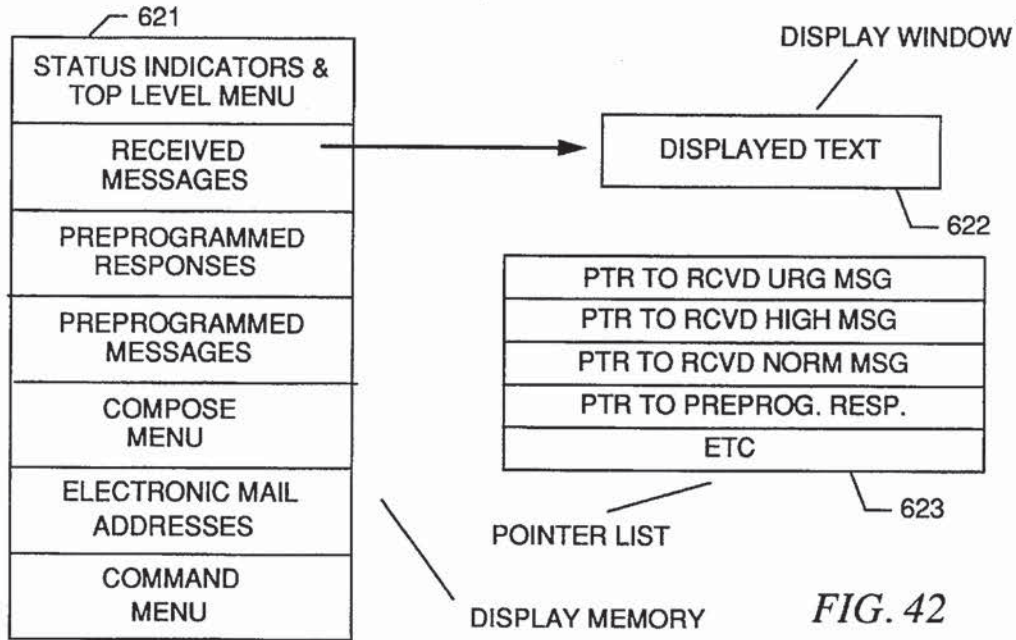 621
STATUS INDICATORS &
TOP LEVEL MENU
RECEIVED
MESSAGES
PREPROGRAMMED
RESPONSES
PREPROGRAMMED
MESSAGES
COMPOSE
MENU
ELECTRONIC MAIL
ADDRESSES
COMMAND
MENU
DISPLAY WINDOW
DISPLAYED TEXT
622
PTR TO RCVD URG MSG
PTR TO RCVD HIGH MSG
PTR TO RCVD NORM MSG
PTR TO PREPROG. RESP.
ETC
623
POINTER LIST
DISPLAY MEMORY
FIG. 42